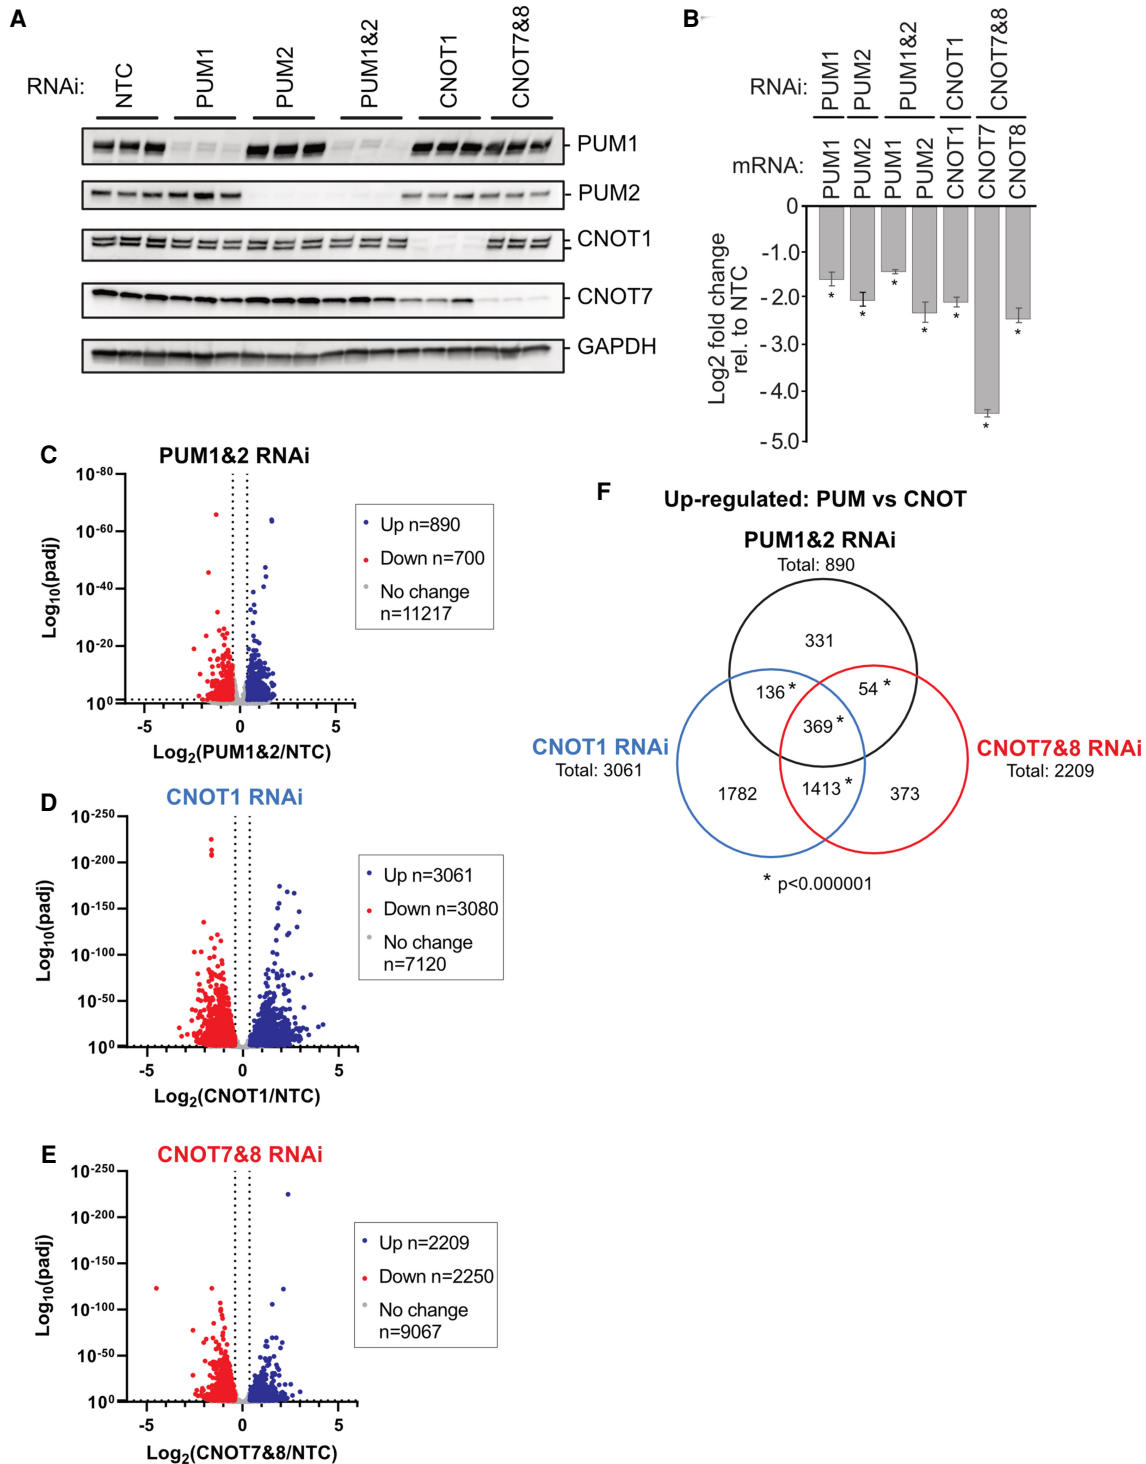 A
RNAi:
NTC
PUM1
PUM2
PUM1&2
CNOT1
CNOT7&8
PUM1
PUM2
CNOT1
CNOT7
GAPDH
B
RNAi:
PUM1
PUM2
PUM1&2
CNOT1
CNOT7&8
mRNA:
PUM1
PUM2
PUM1
PUM2
CNOT1
CNOT7
CNOT8
Log2 fold change
rel. to NTC
0
-1.0
-2.0
-3.0
-4.0
-5.0
* * * * * * *
C
PUM1&2 RNAi
Log10(padj)
10-80
10-60
10-40
10-20
100
-5 0 5
Log2(PUM1&2/NTC)
Up n=890
Down n=700
No change
n=11217
D
CNOT1 RNAi
Log10(padj)
10-250
10-200
10-150
10-100
10-50
100
-5 0 5
Log2(CNOT1/NTC)
Up n=3061
Down n=3080
No change
n=7120
E
CNOT7&8 RNAi
Log10(padj)
10-250
10-200
10-150
10-100
10-50
100
-5 0 5
Log2(CNOT7&8/NTC)
Up n=2209
Down n=2250
No change
n=9067
F
Up-regulated: PUM vs CNOT
PUM1&2 RNAi
Total: 890
331
136 * 54 *
369 *
CNOT1 RNAi
Total: 3061
CNOT7&8 RNAi
Total: 2209
1782 1413 * 373
* p<0.000001